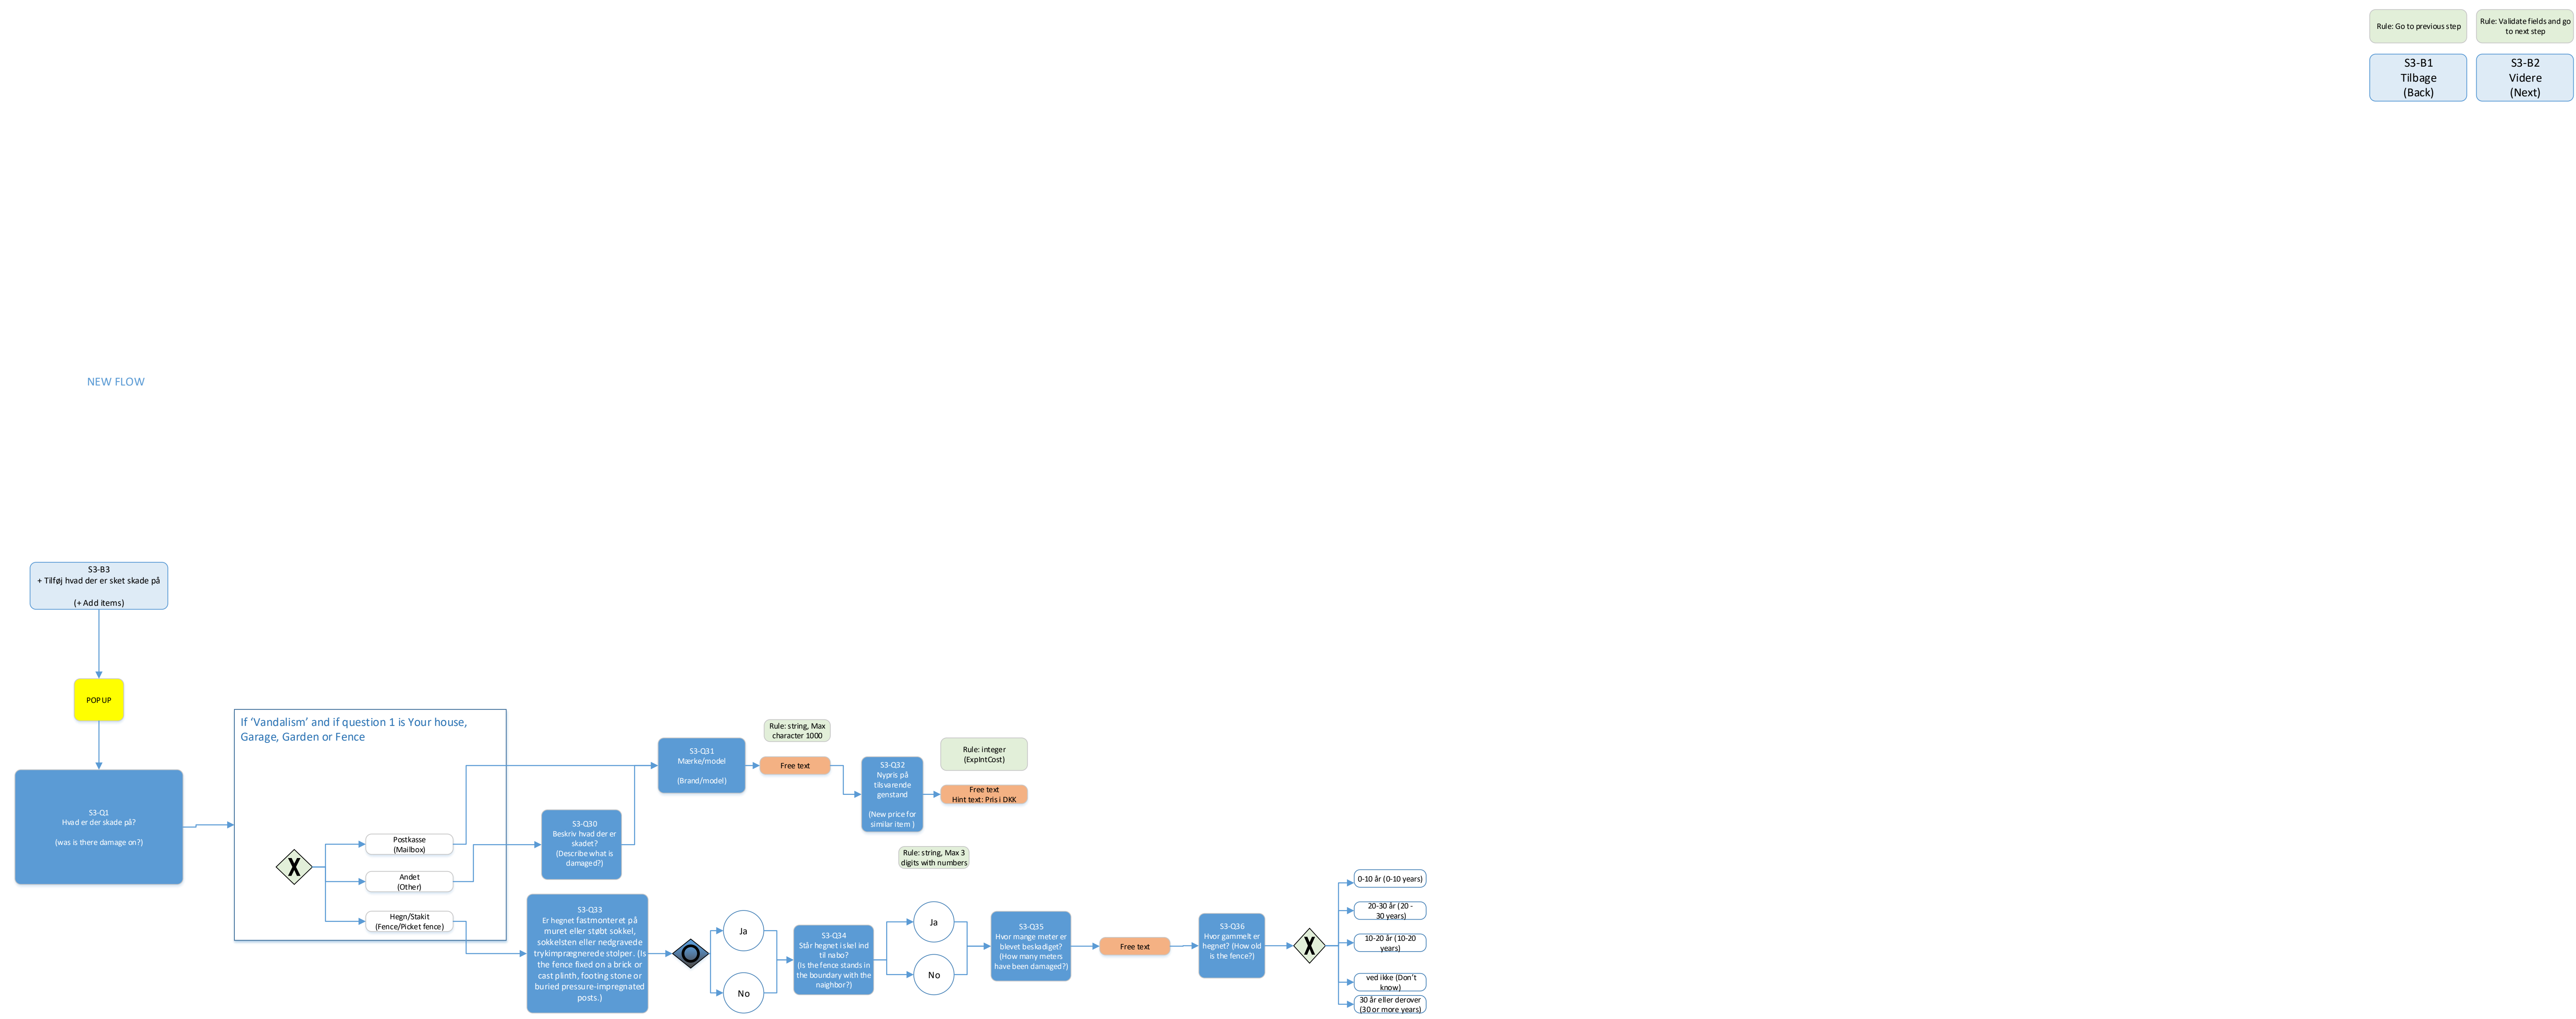 Rule: Go to previous step
Rule: Validate fields and go
to next step
S3-B1
Tilbage
(Back)
S3-B2
Videre
(Next)
NEW FLOW
S3-B3
+ Tilføj hvad der er sket skade på
(+ Add items)
POPUP
S3-Q1
Hvad er der skade på?
(was is there damage on?)
If ‘Vandalism’ and if question 1 is Your house,
Garage, Garden or Fence
X
Postkasse
(Mailbox)
Andet
(Other)
Hegn/Stakit
(Fence/Picket fence)
S3-Q30
Beskriv hvad der er
skadet?
(Describe what is
damaged?)
S3-Q31
Mærke/model
(Brand/model)
Rule: string, Max
character 1000
Free text
S3-Q32
Nypris på
tilsvarende
genstand
(New price for
similar item )
Rule: integer
(ExpIntCost)
Free text
Hint text: Pris i DKK
Rule: string, Max 3
digits with numbers
S3-Q33
Er hegnet fastmonteret på
muret eller støbt sokkel,
sokkelsten eller nedgravede
trykimprægnerede stolper. (Is
the fence fixed on a brick or
cast plinth, footing stone or
buried pressure-impregnated
posts.)
Ja
No
S3-Q34
Står hegnet i skel ind
til nabo?
(Is the fence stands in
the boundary with the
naighbor?)
Ja
No
S3-Q35
Hvor mange meter er
blevet beskadiget?
(How many meters
have been damaged?)
Free text
S3-Q36
Hvor gammelt er
hegnet? (How old
is the fence?)
X
0-10 år (0-10 years)
20-30 år (20 -
30 years)
10-20 år (10-20
years)
ved ikke (Don’t
know)
30 år eller derover
(30 or more years)